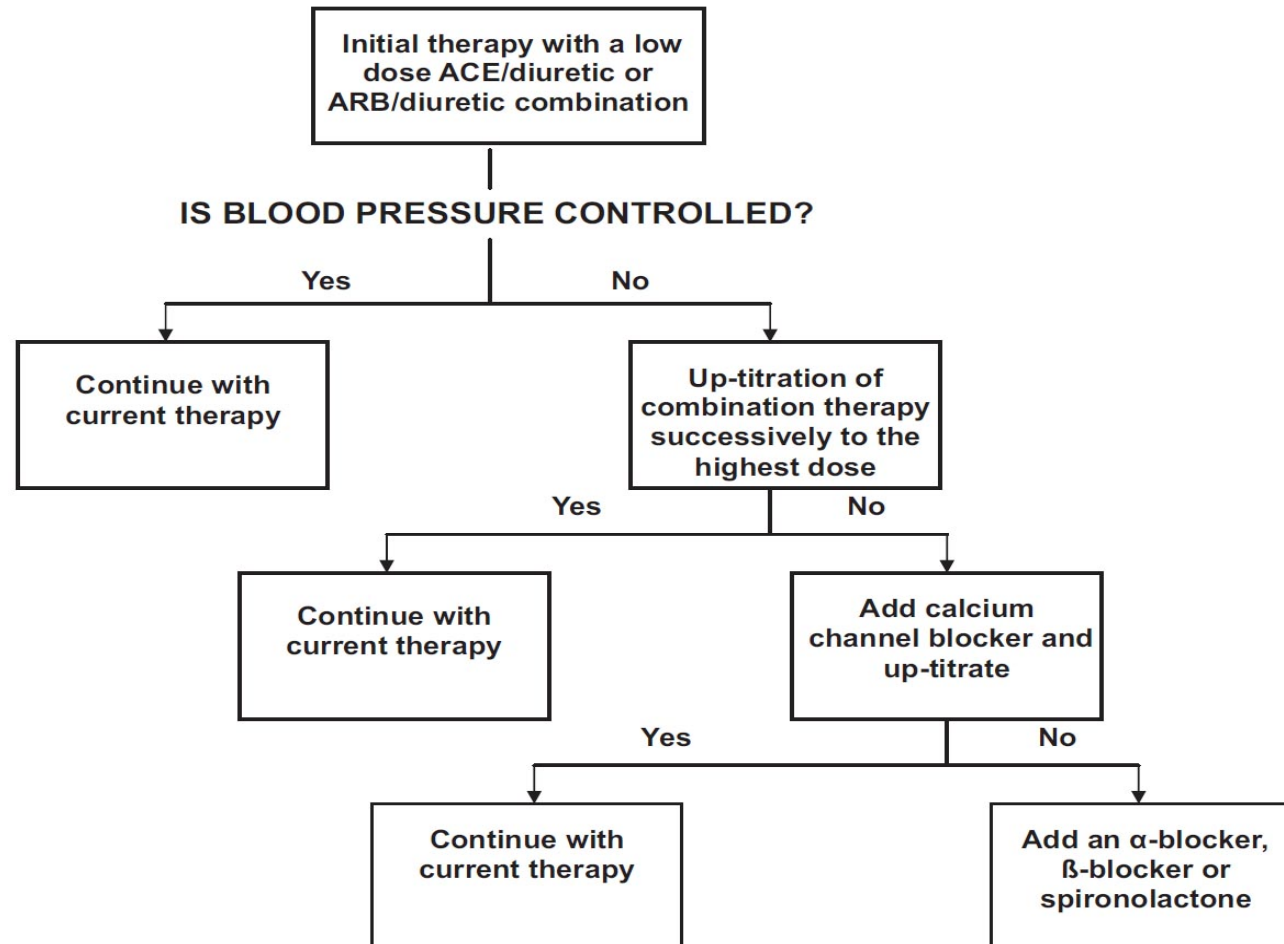 Initial therapy with a low
dose ACE/diuretic or
ARB/diuretic combination
IS BLOOD PRESSURE CONTROLLED?
Yes
No
Continue with
current therapy
Up-titration of
combination therapy
successively to the
highest dose
Yes
No
Continue with
current therapy
Add calcium
channel blocker and
up-titrate
Yes
No
Continue with
current therapy
Add an α-blocker,
ß-blocker or
spironolactone